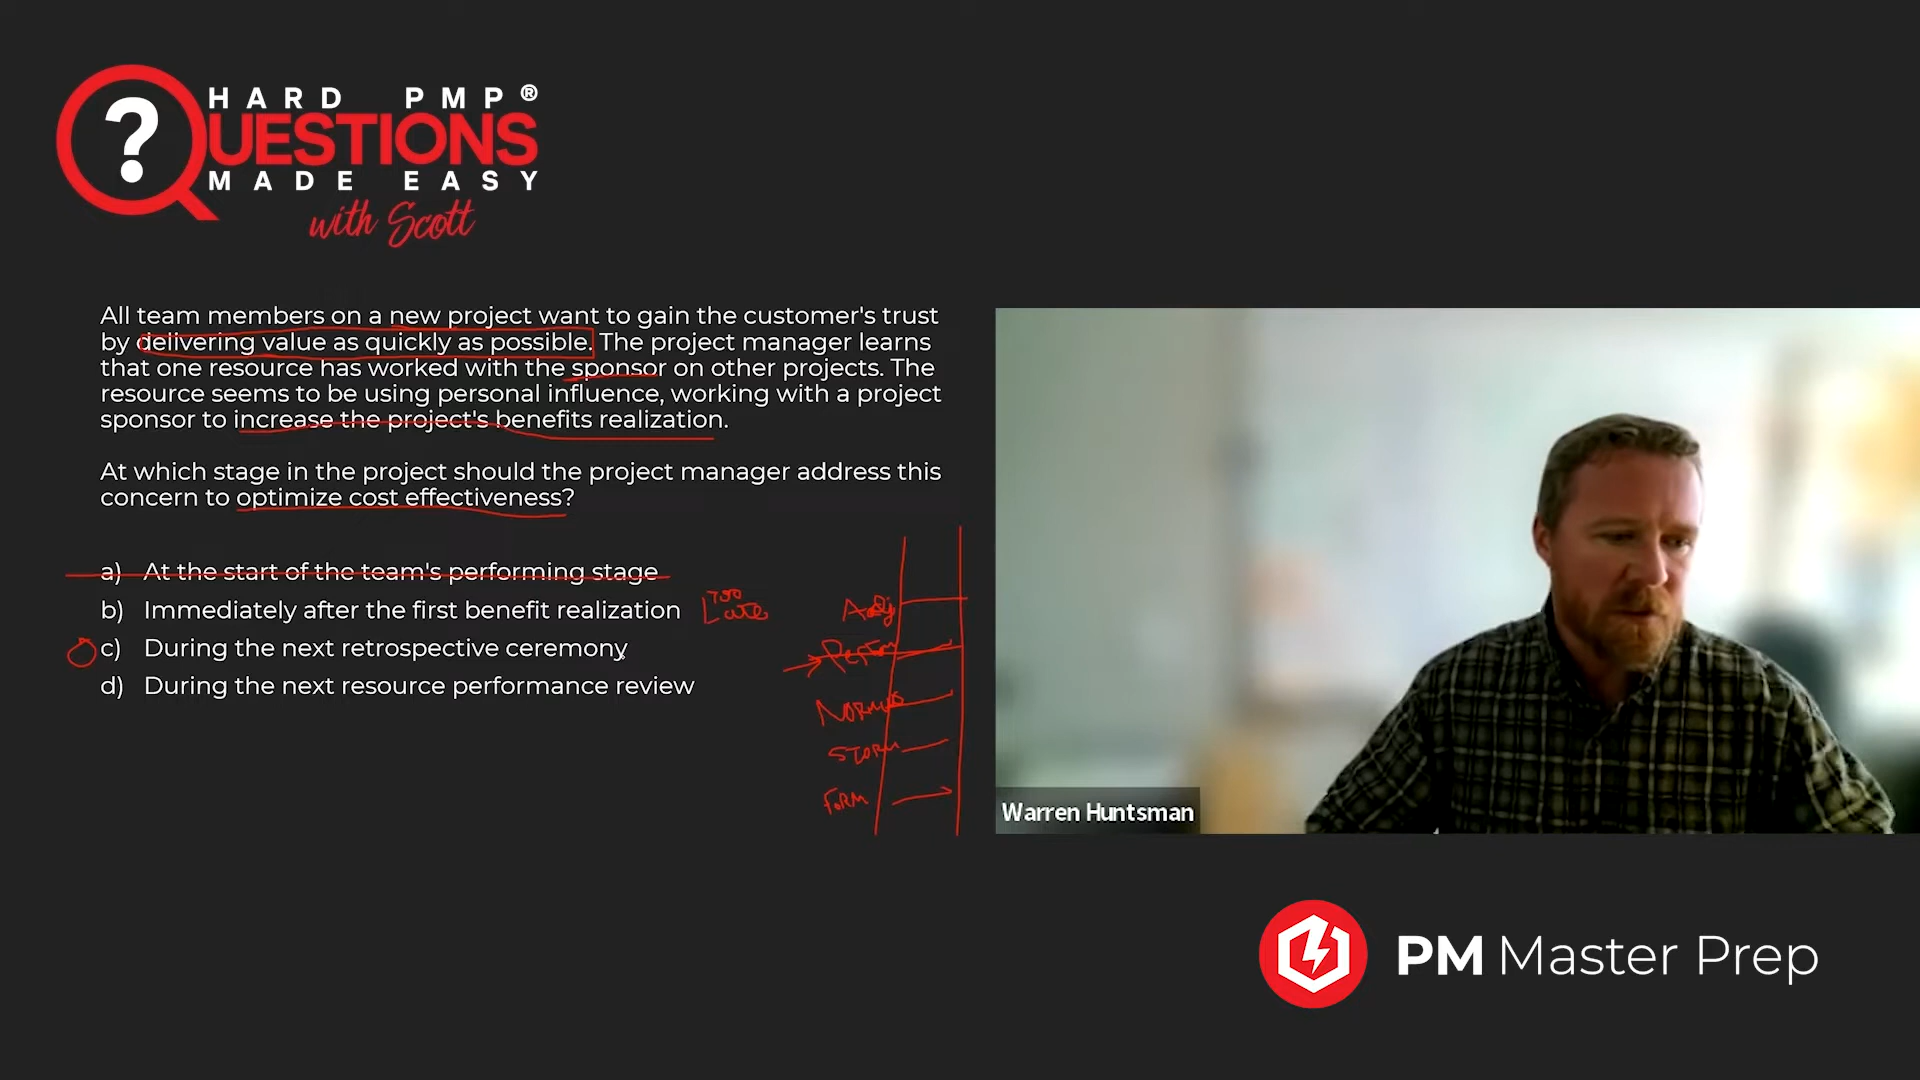 HARD PMP®
?UESTIONS
MADE EASY
with Scott
All team members on a new project want to gain the customer's trust
by delivering value as quickly as possible. The project manager learns
that one resource has worked with the sponsor on other projects. The
resource seems to be using personal influence, working with a project
sponsor to increase the project's benefits realization.
At which stage in the project should the project manager address this
concern to optimize cost effectiveness?
a) At the start of the team's performing stage
b) Immediately after the first benefit realization
Too
Late
c) During the next retrospective ceremony
d) During the next resource performance review
Adj
Perform
Norm
Storm
Form
Warren Huntsman
PM Master Prep